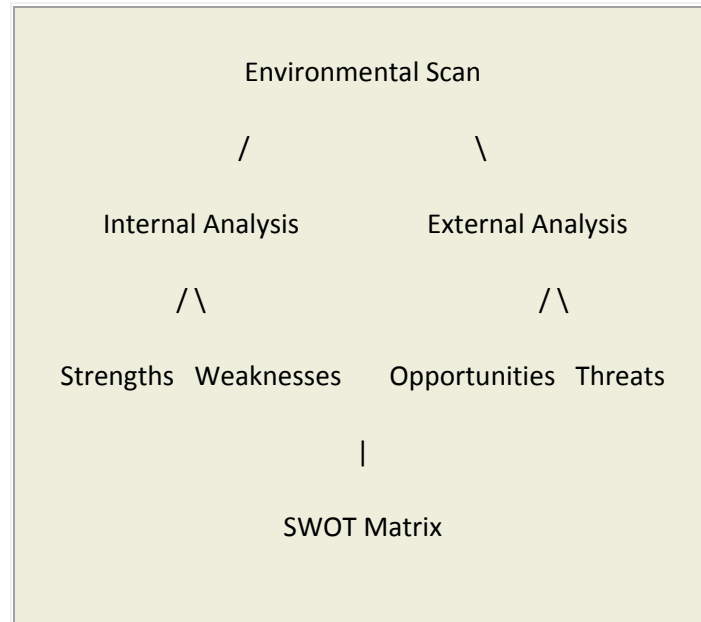 Environmental Scan
/ \
Internal Analysis External Analysis
/ \ / \
Strengths Weaknesses Opportunities Threats
|
SWOT Matrix